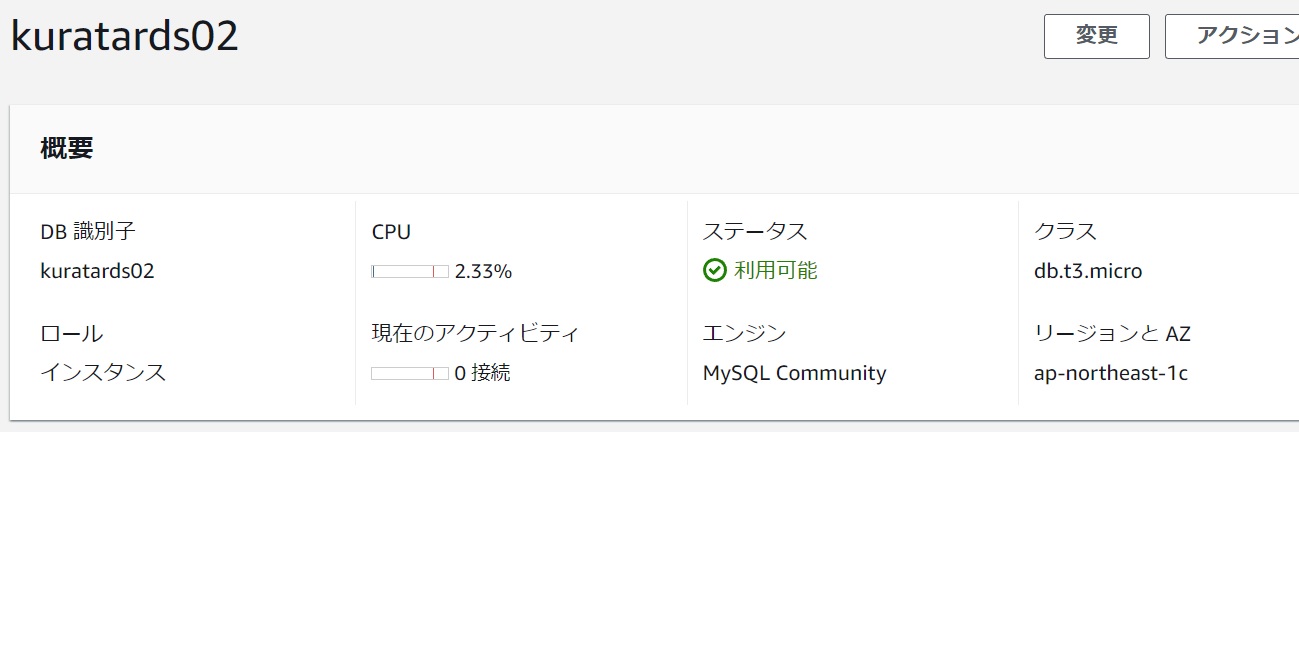 kuratards02
変更
アクション
概要
DB 識別子
kuratards02
CPU
2.33%
ステータス
利用可能
クラス
db.t3.micro
ロール
インスタンス
現在のアクティビティ
0 接続
エンジン
MySQL Community
リージョンと AZ
ap-northeast-1c